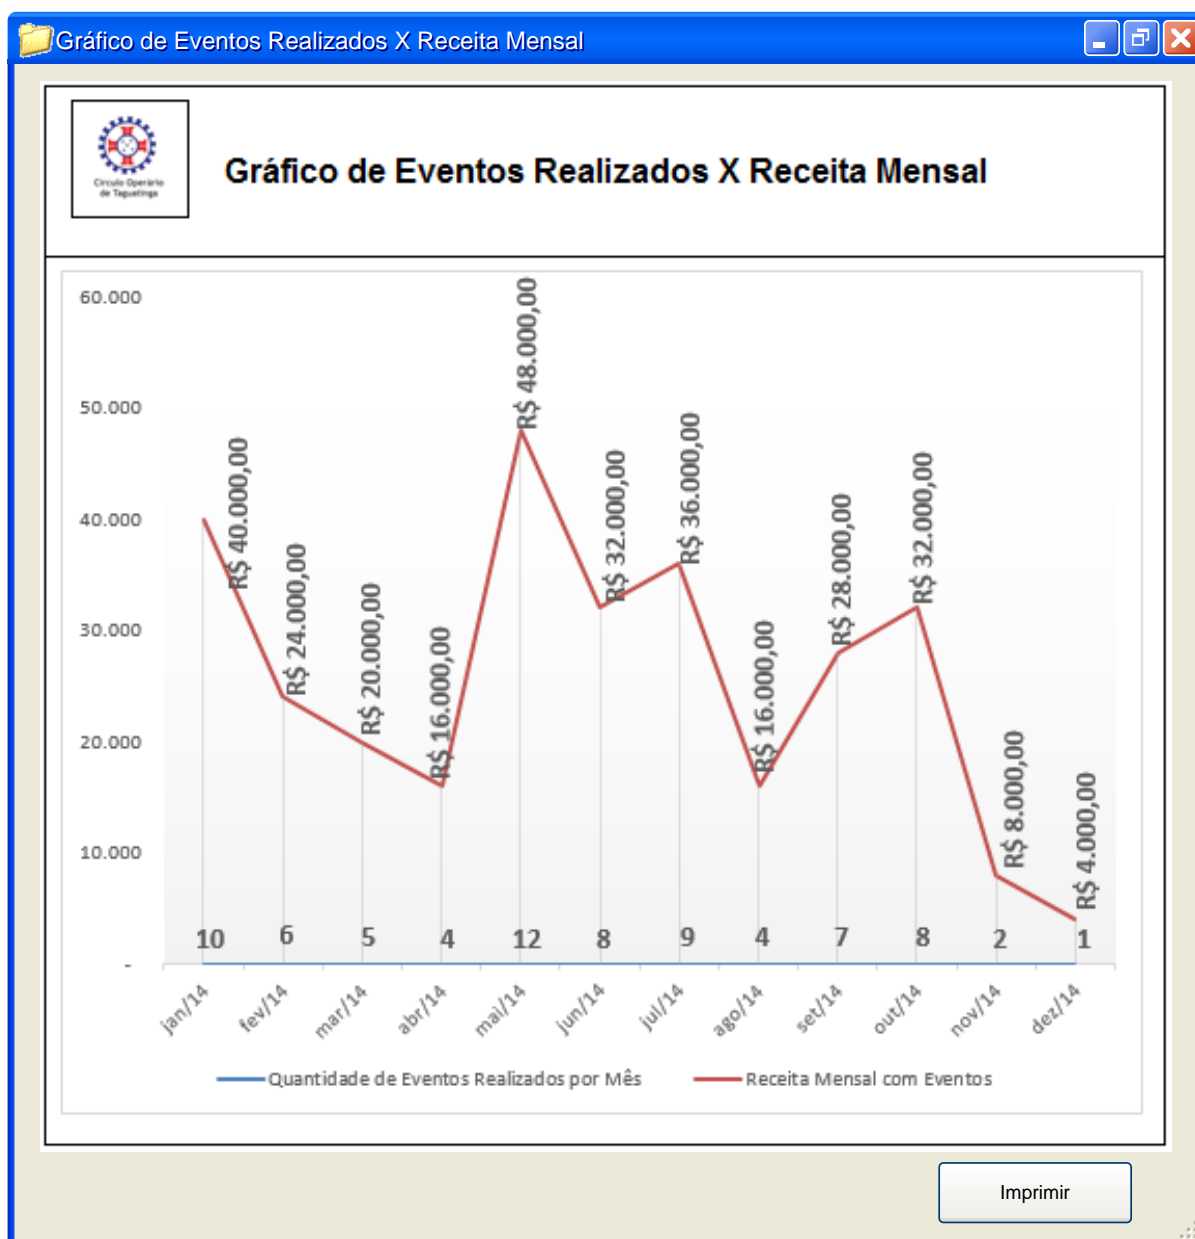 Gráfico de Eventos Realizados X Receita Mensal
Círculo Operário
de Taguatinga
Gráfico de Eventos Realizados X Receita Mensal
60.000
50.000
40.000
30.000
20.000
10.000
-
R$ 40.000,00
R$ 24.000,00
R$ 20.000,00
R$ 16.000,00
R$ 48.000,00
R$ 32.000,00
R$ 36.000,00
R$ 16.000,00
R$ 28.000,00
R$ 32.000,00
R$ 8.000,00
R$ 4.000,00
10 6 5 4 12 8 9 4 7 8 2 1
jan/14 fev/14 mar/14 abr/14 mai/14 jun/14 jul/14 ago/14 set/14 out/14 nov/14 dez/14
Quantidade de Eventos Realizados por Mês Receita Mensal com Eventos
Imprimir